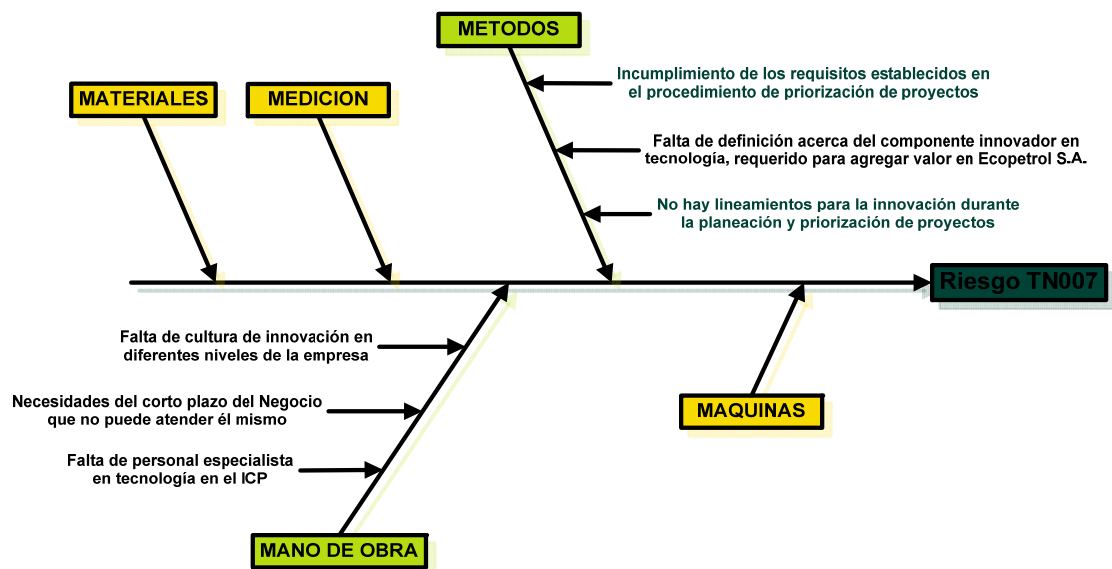 METODOS
Incumplimiento de los requisitos establecidos en
el procedimiento de priorización de proyectos
MATERIALES
MEDICION
Falta de definición acerca del componente innovador en
tecnología, requerido para agregar valor en Ecopetrol S.A.
No hay lineamientos para la innovación durante
la planeación y priorización de proyectos
Riesgo TN007
Falta de cultura de innovación en
diferentes niveles de la empresa
Necesidades del corto plazo del Negocio
que no puede atender él mismo
MAQUINAS
Falta de personal especialista
en tecnología en el ICP
MANO DE OBRA